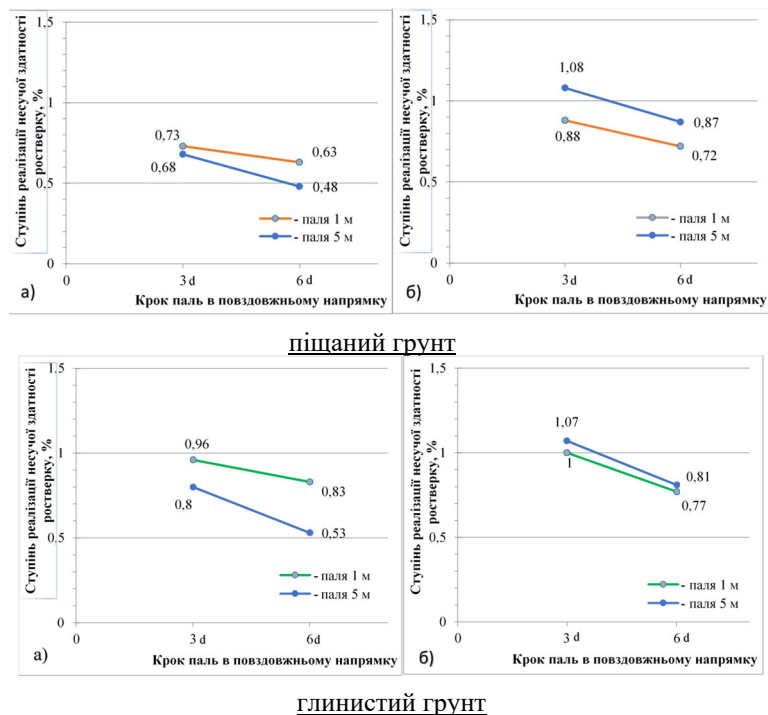 Ступінь реалізації несучої здатності
ростверку, %
1,5
1
0,5
0
0,73
0,68
0,63
0,48
- паля 1 м
- паля 5 м
0
3 d
6 d
а)
Крок паль в повздовжньому напрямку
Ступінь реалізації несучої здатності
ростверку, %
1,5
1
0,5
0
1,08
0,88
0,87
0,72
- паля 1 м
- паля 5 м
0
3 d
6 d
б)
Крок паль в повздовжньому напрямку
піщаний грунт
Ступінь реалізації несучої здатності
ростверку, %
1,5
1
0,5
0
0,96
0,8
0,83
0,53
- паля 1 м
- паля 5 м
0
3 d
6 d
а)
Крок паль в повздовжньому напрямку
Ступінь реалізації несучої здатності
ростверку, %
1,5
1
0,5
0
1,07
1
0,81
0,77
- паля 1 м
- паля 5 м
0
3 d
6 d
б)
Крок паль в повздовжньому напрямку
глинистий грунт